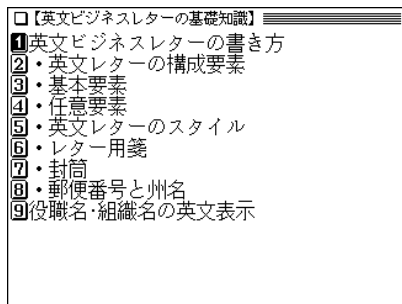 【英文ビジネスレターの基礎知識】
1英文ビジネスレターの書き方
2・英文レターの構成要素
3・基本要素
4・任意要素
5・英文レターのスタイル
6・レター用箋
7・封筒
8・郵便番号と州名
9役職名・組織名の英文表示